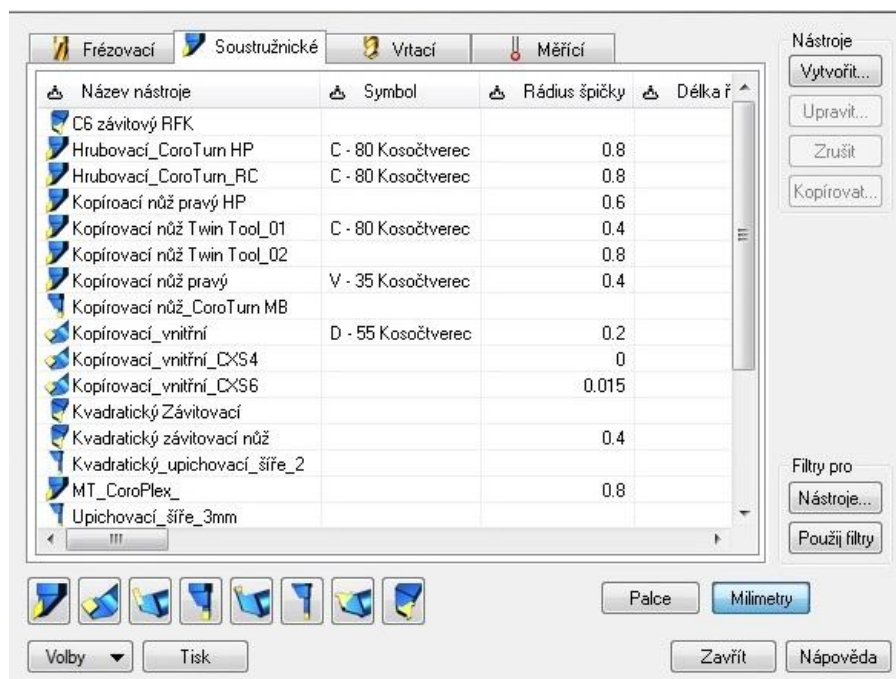 Frézovací Soustružnické Vrtací Měřící
Nástroje
Vytvořit...
Upravit...
Zrušit
Kopírovat...
Název nástroje Symbol Rádius špičky Délka ř
C6 závitový RFK
Hrubovací_CoroTurn HP C - 80 Kosočtverec 0.8
Hrubovací_CoroTurn_RC C - 80 Kosočtverec 0.8
Kopíroací nůž pravý HP 0.6
Kopírovací nůž Twin Tool_01 C - 80 Kosočtverec 0.4
Kopírovací nůž Twin Tool_02 0.8
Kopírovací nůž pravý V - 35 Kosočtverec 0.4
Kopírovací nůž_CoroTurn MB
Kopírovací_vnitřní D - 55 Kosočtverec 0.2
Kopírovací_vnitřní_CXS4 0
Kopírovací_vnitřní_CXS6 0.015
Kvadratický Závitovací
Kvadratický závitovací nůž 0.4
Kvadratický_upichovací_šíře_2
MT_CoroPlex_ 0.8
Upichovací_šíře_3mm
Filtry pro
Nástroje...
Použij filtry
Palce Milimetry
Volby Tisk Zavřít Nápověda